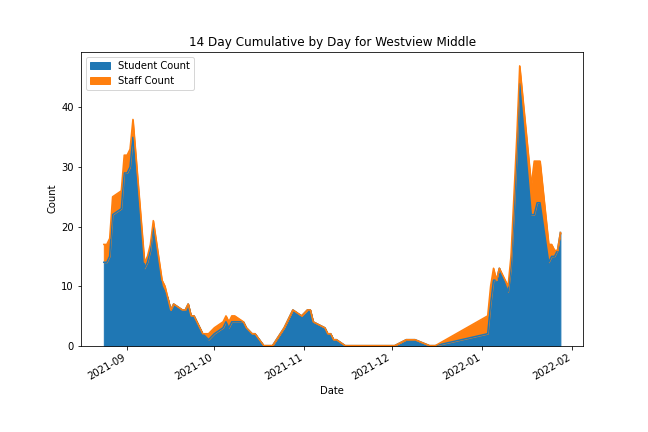 14 Day Cumulative by Day for Westview Middle
Student Count
Staff Count
40
30
20
10
0
Count
2021-09
2021-10
2021-11
2021-12
2022-01
2022-02
Date